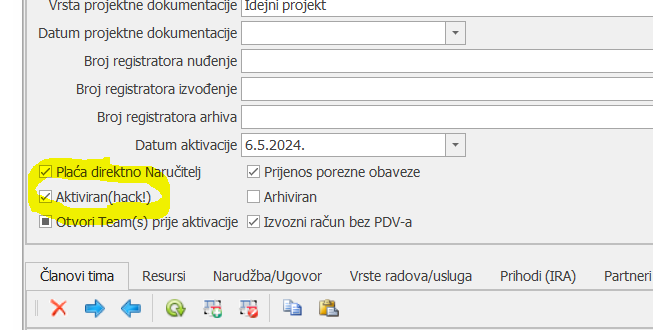 Vrsta projektne dokumentacije Idejni projekt
Datum projektne dokumentacije
Broj registratora nuđenje
Broj registratora izvođenje
Broj registratora arhiva
Datum aktivacije 6.5.2024.
Plaća direktno Naručitelj Prijenos porezne obaveze
Aktiviran(hack!) Arhiviran
Otvori Team(s) prije aktivacije Izvozni račun bez PDV-a
Članovi tima Resursi Narudžba/Ugovor Vrste radova/usluga Prihodi (IRA) Partneri